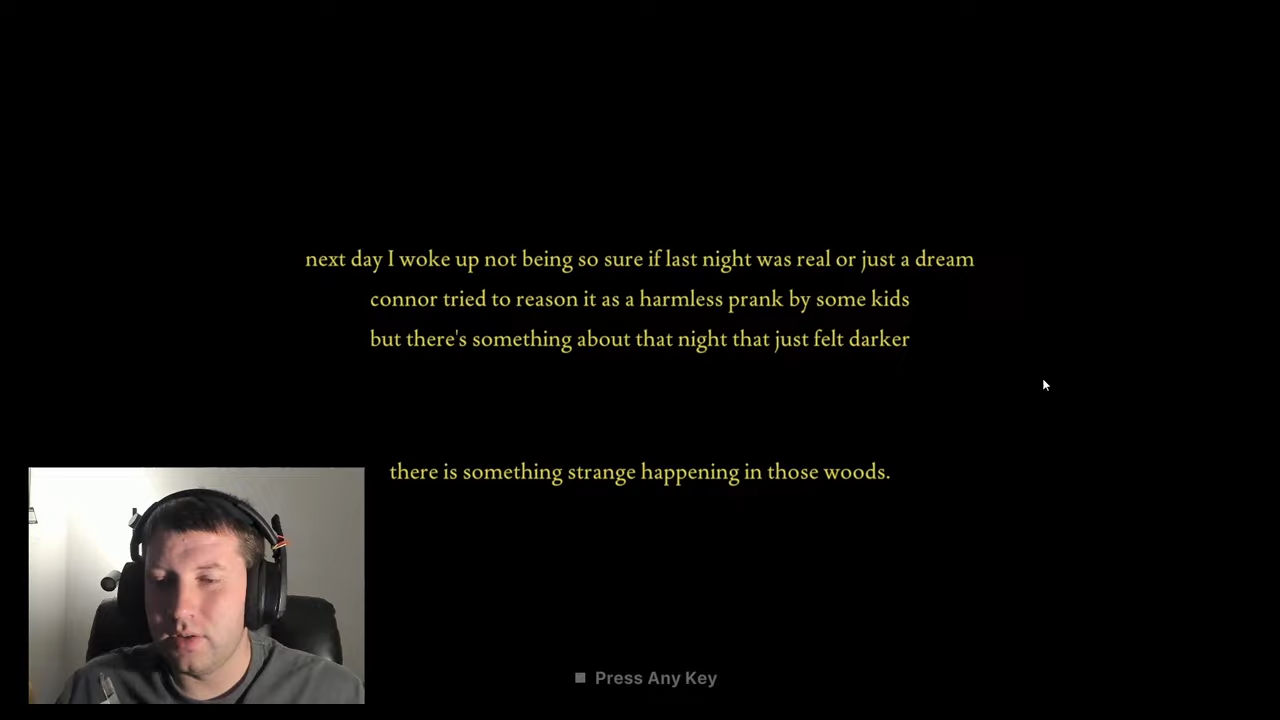 next day I woke up not being so sure if last night was real or just a dream
connor tried to reason it as a harmless prank by some kids
but there's something about that night that just felt darker
there is something strange happening in those woods.
Press Any Key